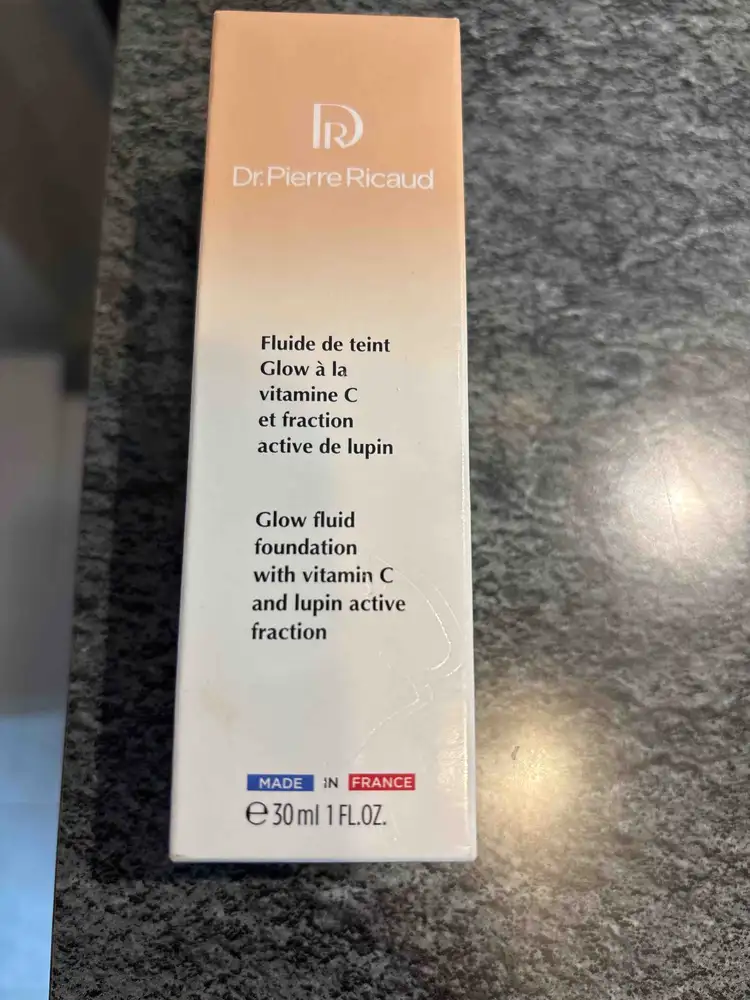 DR
Dr.Pierre Ricaud
Fluide de teint
Glow à la
vitamine C
et fraction
active de lupin
Glow fluid
foundation
with vitamin C
and lupin active
fraction
MADE IN FRANCE
℮ 30 ml 1 FL.OZ.